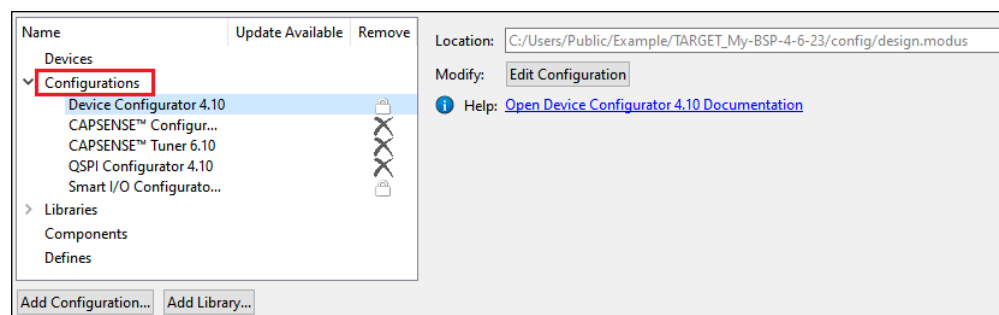 Name Update Available Remove
Devices
Configurations
Device Configurator 4.10
CAPSENSE™ Configur...
CAPSENSE™ Tuner 6.10
QSPI Configurator 4.10
Smart I/O Configurato...
Libraries
Components
Defines
Add Configuration... Add Library...
Location: C:/Users/Public/Example/TARGET_My-BSP-4-6-23/config/design.modus
Modify: Edit Configuration
Help: Open Device Configurator 4.10 Documentation